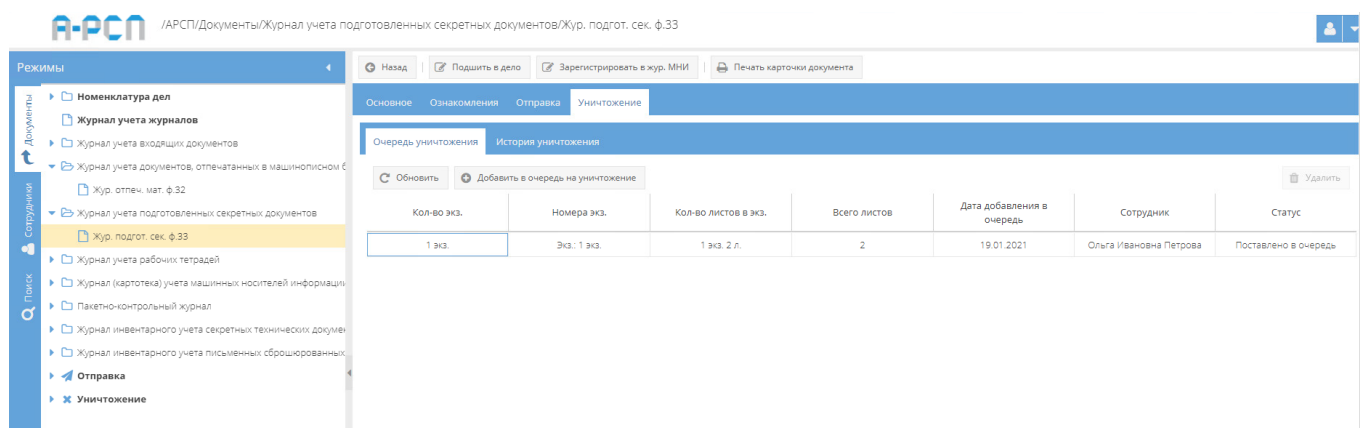 А-РСП
/АРСП/Документы/Журнал учета подготовленных секретных документов/Жур. подгот. сек. ф.33
Режимы
Документы
Сотрудники
Поиск
Номенклатура дел
Журнал учета журналов
Журнал учета входящих документов
Журнал учета документов, отпечатанных в машинописном б
Жур. отпеч. мат. ф.32
Журнал учета подготовленных секретных документов
Жур. подгот. сек. ф.33
Журнал учета рабочих тетрадей
Журнал (картотека) учета машинных носителей информации
Пакетно-контрольный журнал
Журнал инвентарного учета секретных технических докумен
Журнал инвентарного учета письменных сброшюрованных
Отправка
Уничтожение
Назад Подшить в дело Зарегистрировать в жур. МНИ Печать карточки документа
Основное Ознакомления Отправка Уничтожение
Очередь уничтожения История уничтожения
Обновить Добавить в очередь на уничтожение Удалить
Кол-во экз. Номера экз. Кол-во листов в экз. Всего листов Дата добавления в очередь Сотрудник Статус
1 экз. Экз.: 1 экз. 1 экз. 2 л. 2 19.01.2021 Ольга Ивановна Петрова Поставлено в очередь